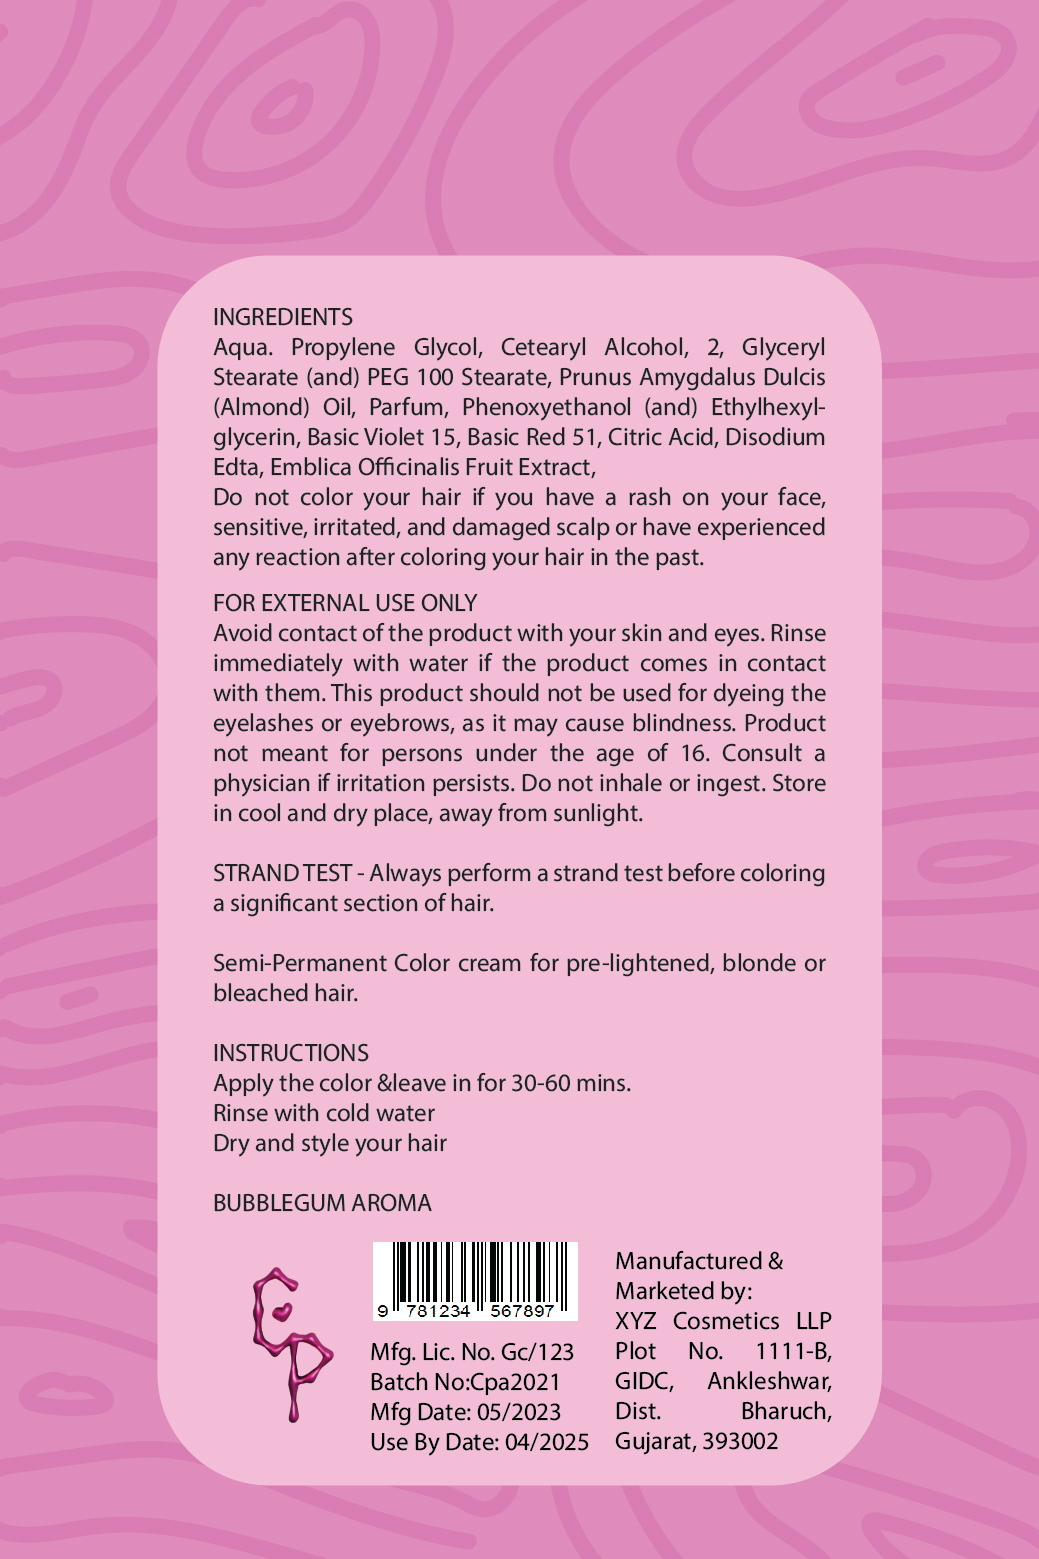 INGREDIENTS
Aqua. Propylene Glycol, Cetearyl Alcohol, 2, Glyceryl
Stearate (and) PEG 100 Stearate, Prunus Amygdalus Dulcis
(Almond) Oil, Parfum, Phenoxyethanol (and) Ethylhexyl-
glycerin, Basic Violet 15, Basic Red 51, Citric Acid, Disodium
Edta, Emblica Officinalis Fruit Extract,
Do not color your hair if you have a rash on your face,
sensitive, irritated, and damaged scalp or have experienced
any reaction after coloring your hair in the past.
FOR EXTERNAL USE ONLY
Avoid contact of the product with your skin and eyes. Rinse
immediately with water if the product comes in contact
with them. This product should not be used for dyeing the
eyelashes or eyebrows, as it may cause blindness. Product
not meant for persons under the age of 16. Consult a
physician if irritation persists. Do not inhale or ingest. Store
in cool and dry place, away from sunlight.
STRAND TEST - Always perform a strand test before coloring
a significant section of hair.
Semi-Permanent Color cream for pre-lightened, blonde or
bleached hair.
INSTRUCTIONS
Apply the color &leave in for 30-60 mins.
Rinse with cold water
Dry and style your hair
BUBBLEGUM AROMA
CP
9 781234 567897
Mfg. Lic. No. Gc/123
Batch No:Cpa2021
Mfg Date: 05/2023
Use By Date: 04/2025
Manufactured &
Marketed by:
XYZ Cosmetics LLP
Plot No. 1111-B,
GIDC, Ankleshwar,
Dist. Bharuch,
Gujarat, 393002